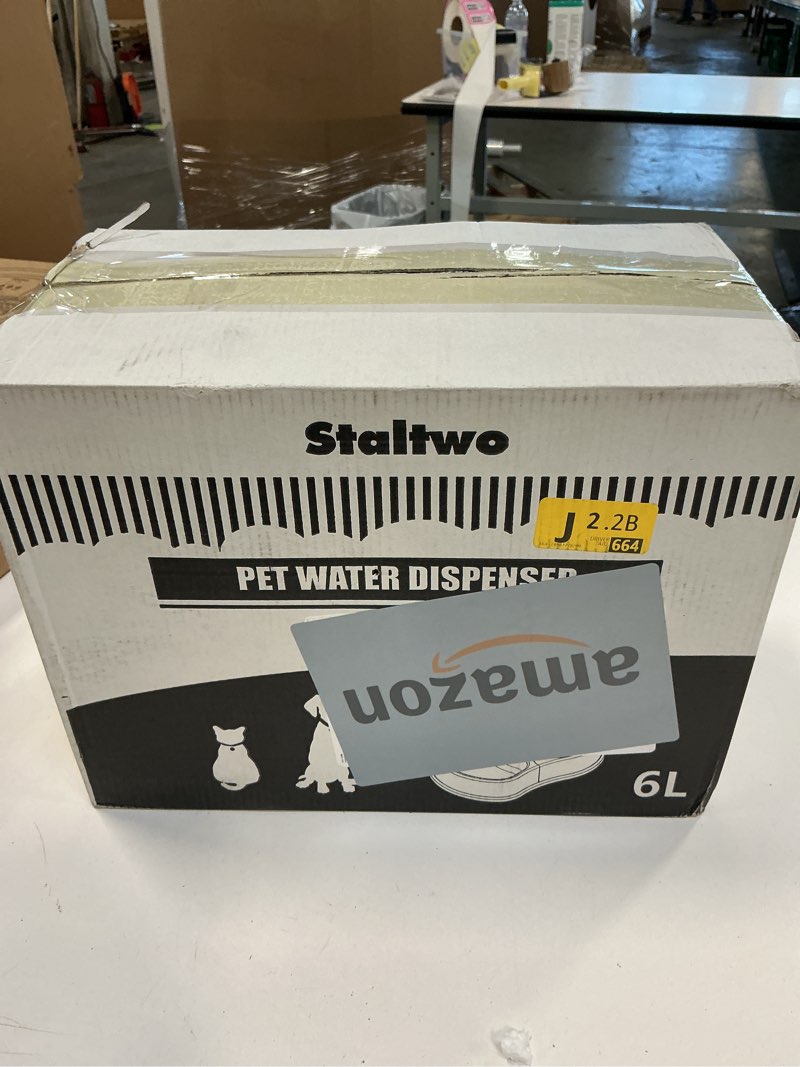 Staltwo
J 2.2B
664
PET WATER DISPENSER
amazon
6L